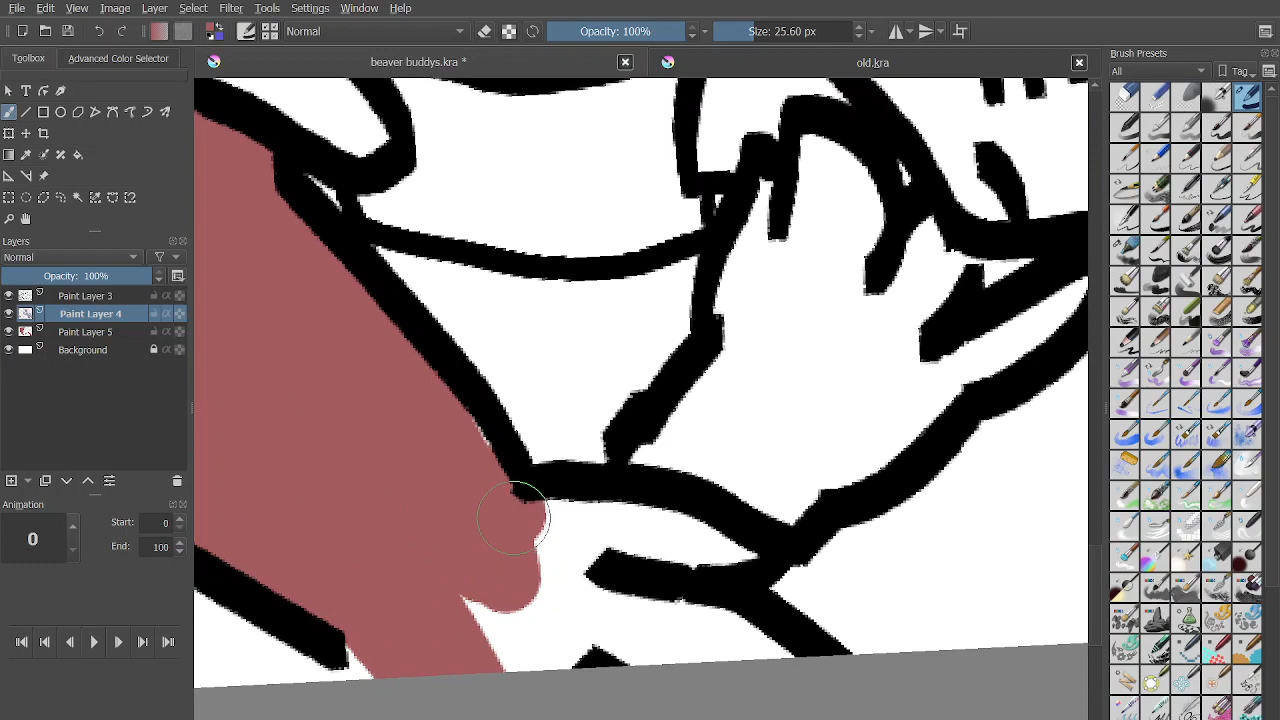 File Edit View Image Layer Select Filter Tools Settings Window Help
Normal Opacity: 100% Size: 25.60 px
Toolbox Advanced Color Selector
beaver buddys.kra * old.kra
Brush Presets
All Tag
Layers
Normal
Opacity: 100%
Paint Layer 3
Paint Layer 4
Paint Layer 5
Background
Animation
Start: 0
0
End: 100